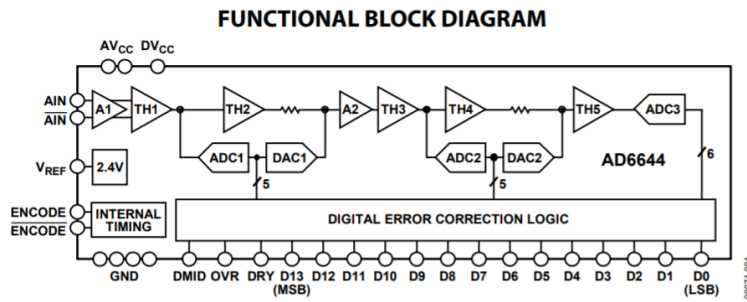 FUNCTIONAL BLOCK DIAGRAM
AVCC DVCC
AIN
AIN
A1
TH1
TH2
A2
TH3
TH4
TH5
ADC3
ADC1
DAC1
ADC2
DAC2
AD6644
5
5
6
VREF
2.4V
ENCODE
ENCODE
INTERNAL
TIMING
DIGITAL ERROR CORRECTION LOGIC
GND
DMID OVR DRY D13 D12 D11 D10 D9 D8 D7 D6 D5 D4 D3 D2 D1 D0
(MSB) (LSB)